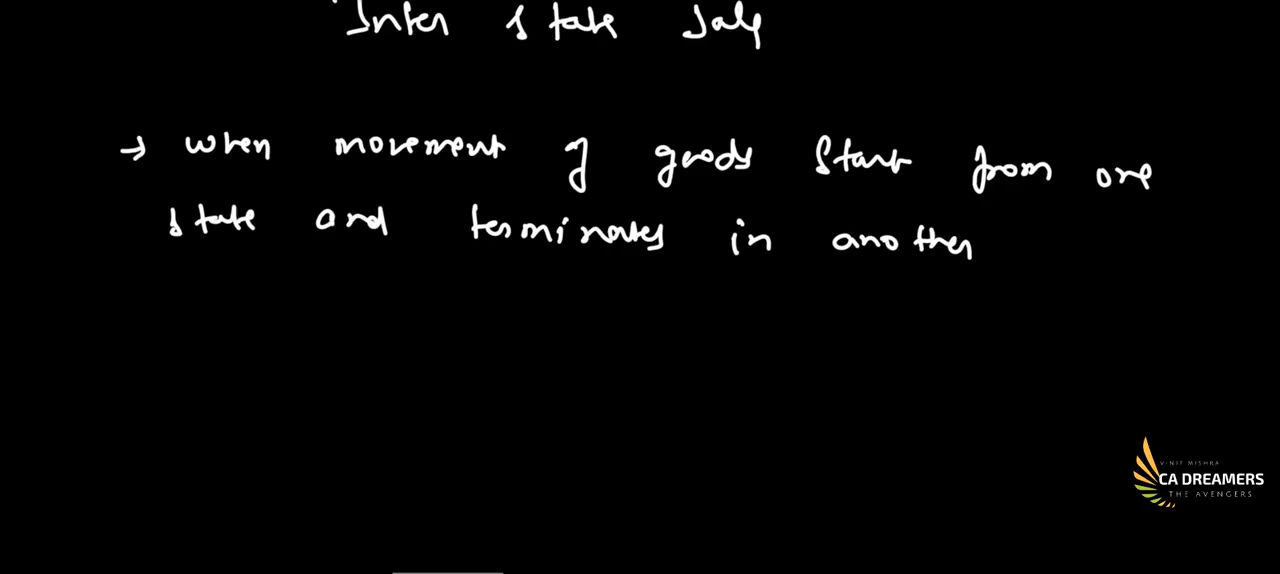 Inter state sale
→ when movement of goods start from one
state and terminates in another
VINIT MISHRA
CA DREAMERS
THE AVENGERS